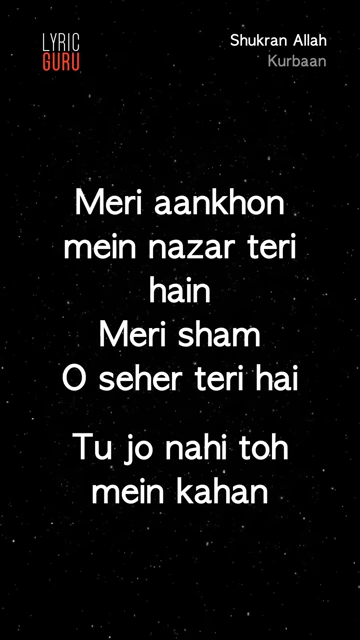 LYRIC
GURU
Shukran Allah
Kurbaan
Meri aankhon
mein nazar teri
hain
Meri sham
O seher teri hai
Tu jo nahi toh
mein kahan